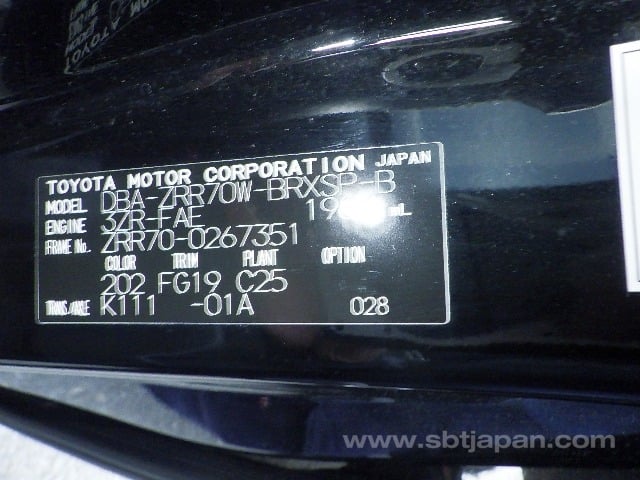 TOYOTA MOTOR CORPORATION JAPAN
MODEL DBA-ZRR70W-BRXSP-B
ENGINE 3ZR-FAE mL
FRAME No. ZRR70-0267351
COLOR TRIM PLANT OPTION
202 FG19 C25
TRANS./AXLE K111 -01A 028
www.sbtjapan.com